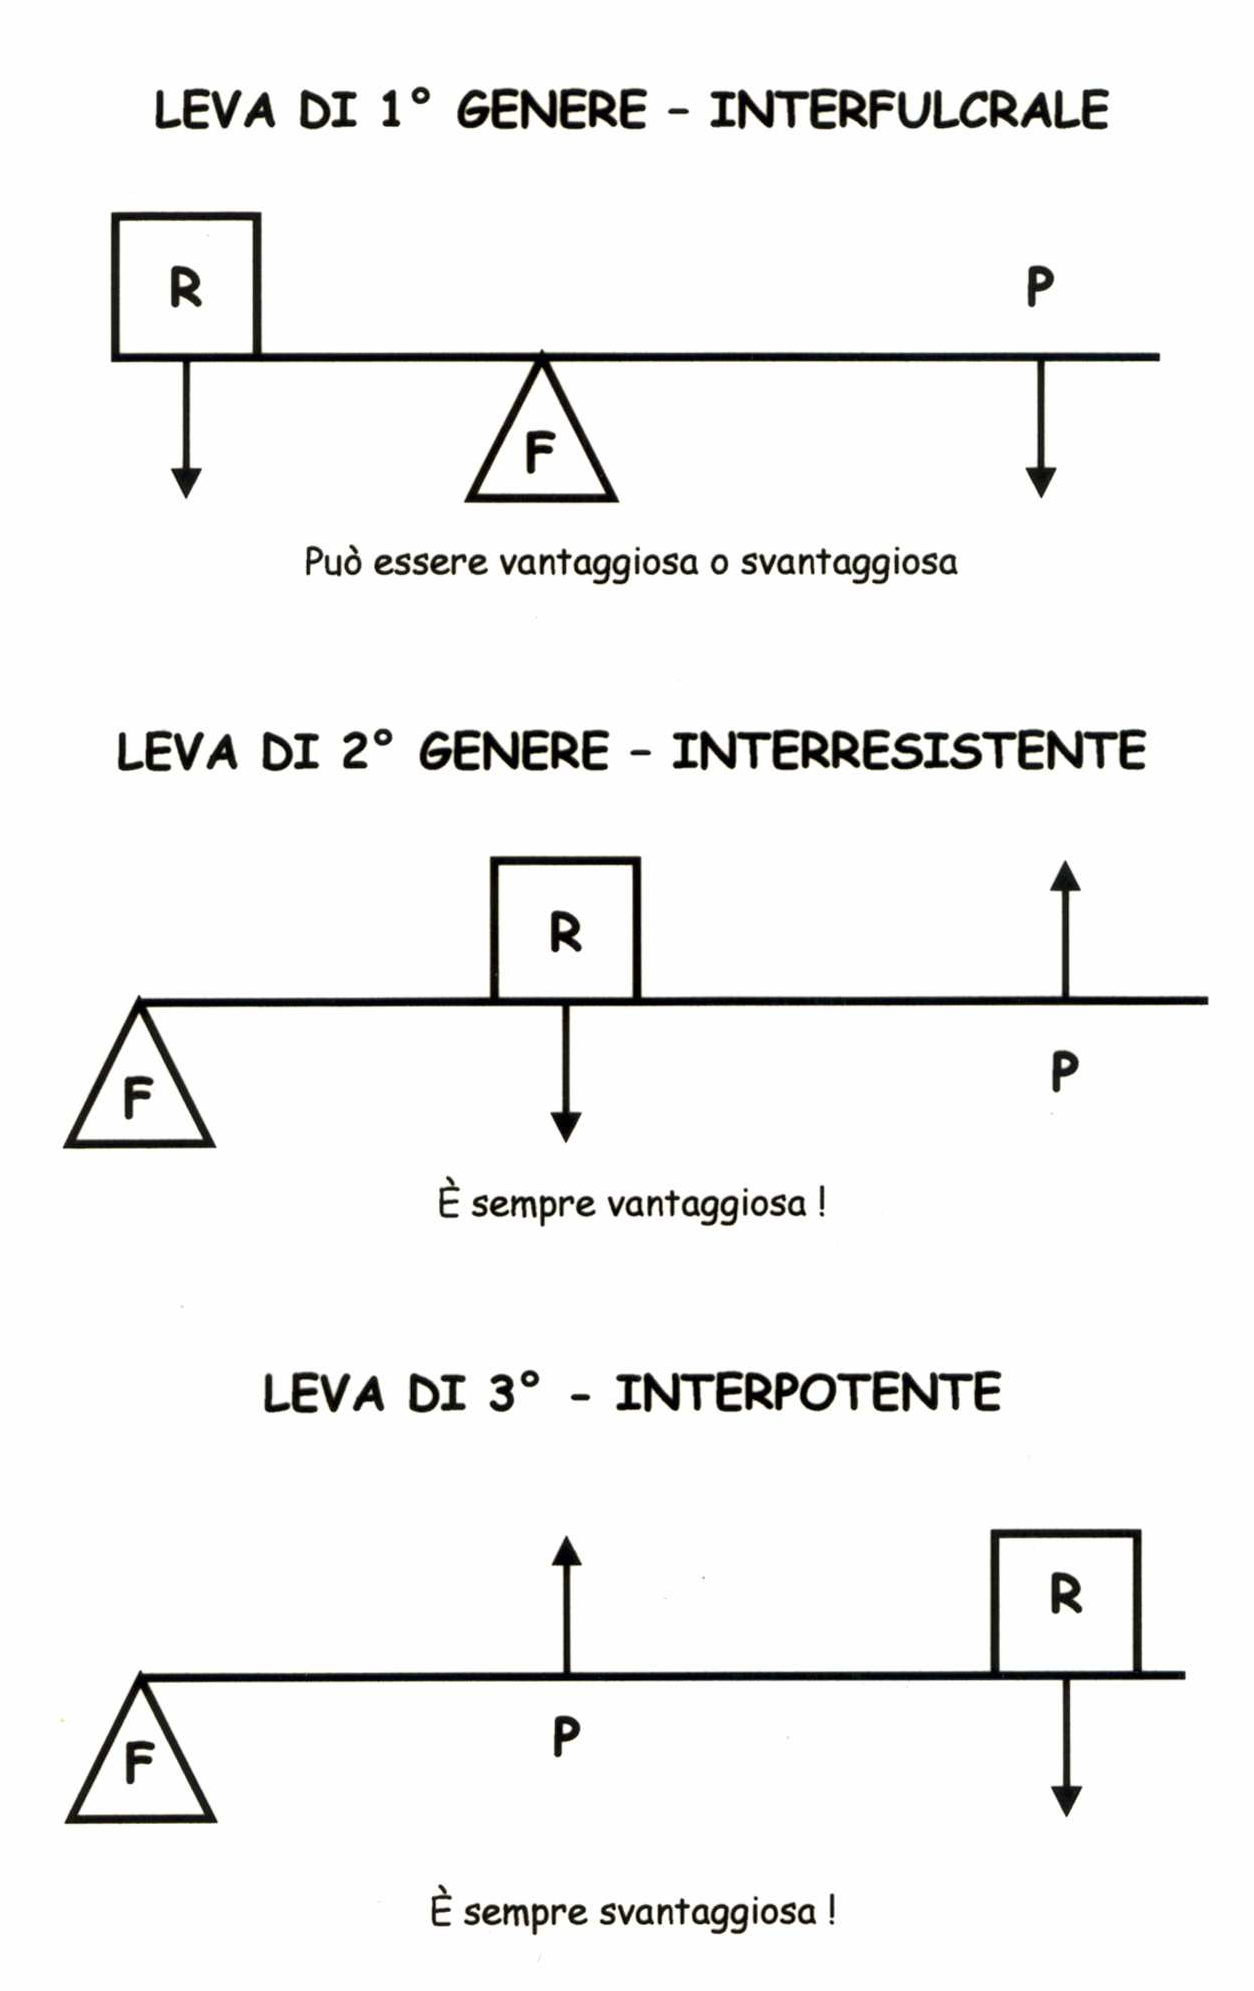 LEVA DI 1° GENERE - INTERFULCRALE
R
P
F
Può essere vantaggiosa o svantaggiosa
LEVA DI 2° GENERE - INTERRESISTENTE
R
F
P
È sempre vantaggiosa !
LEVA DI 3° - INTERPOTENTE
R
P
F
È sempre svantaggiosa !